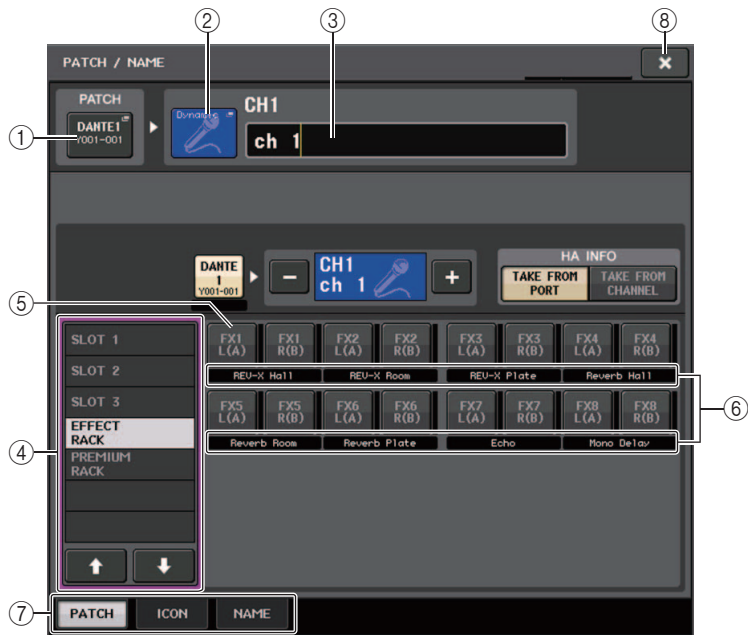 ② ③ ⑧
PATCH / NAME
×
PATCH
DANTE1
Y001-001
①
Dynamic
CH1
ch 1
DANTE
1
Y001-001
−
CH1
ch 1
+
HA INFO
TAKE FROM
PORT
TAKE FROM
CHANNEL
⑤
SLOT 1
SLOT 2
SLOT 3
EFFECT
RACK
PREMIUM
RACK
④
FX1
L(A)
FX1
R(B)
FX2
L(A)
FX2
R(B)
FX3
L(A)
FX3
R(B)
FX4
L(A)
FX4
R(B)
REV-X Hall
REV-X Room
REV-X Plate
Reverb Hall
⑥
FX5
L(A)
FX5
R(B)
FX6
L(A)
FX6
R(B)
FX7
L(A)
FX7
R(B)
FX8
L(A)
FX8
R(B)
Reverb Room
Reverb Plate
Echo
Mono Delay
⑦
PATCH
ICON
NAME